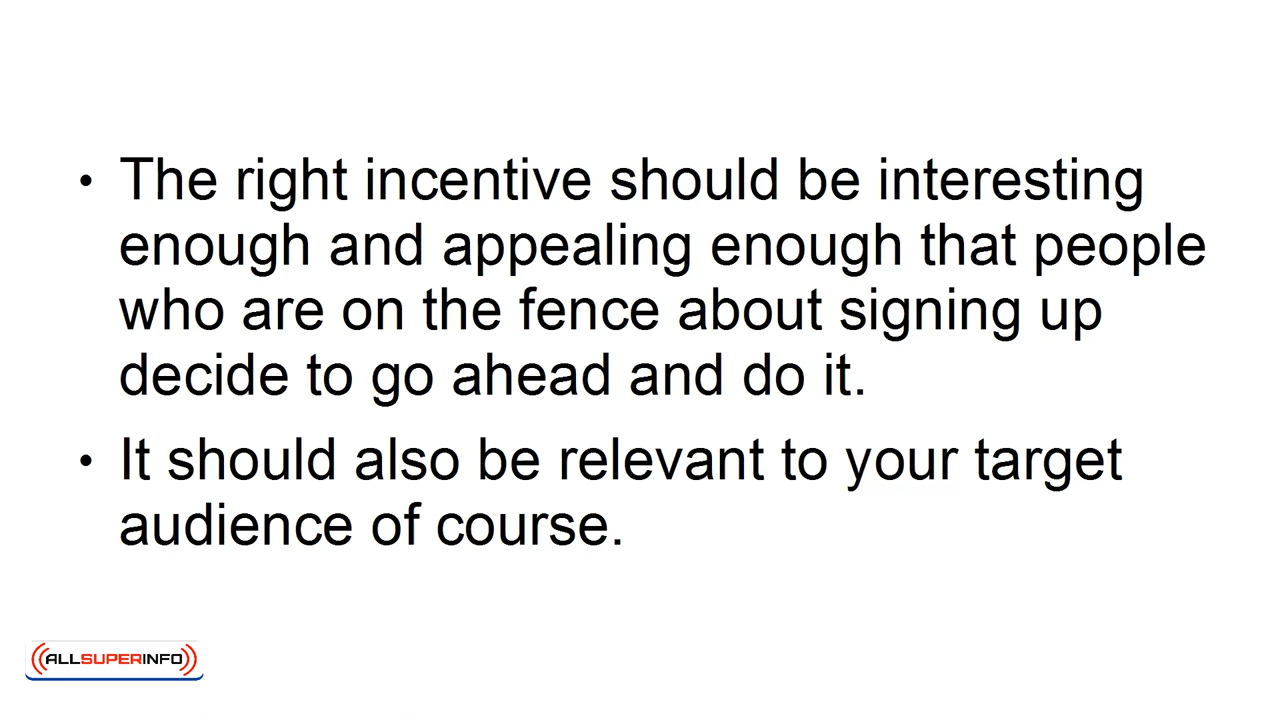 • The right incentive should be interesting
enough and appealing enough that people
who are on the fence about signing up
decide to go ahead and do it.
• It should also be relevant to your target
audience of course.
ALLSUPERINFO